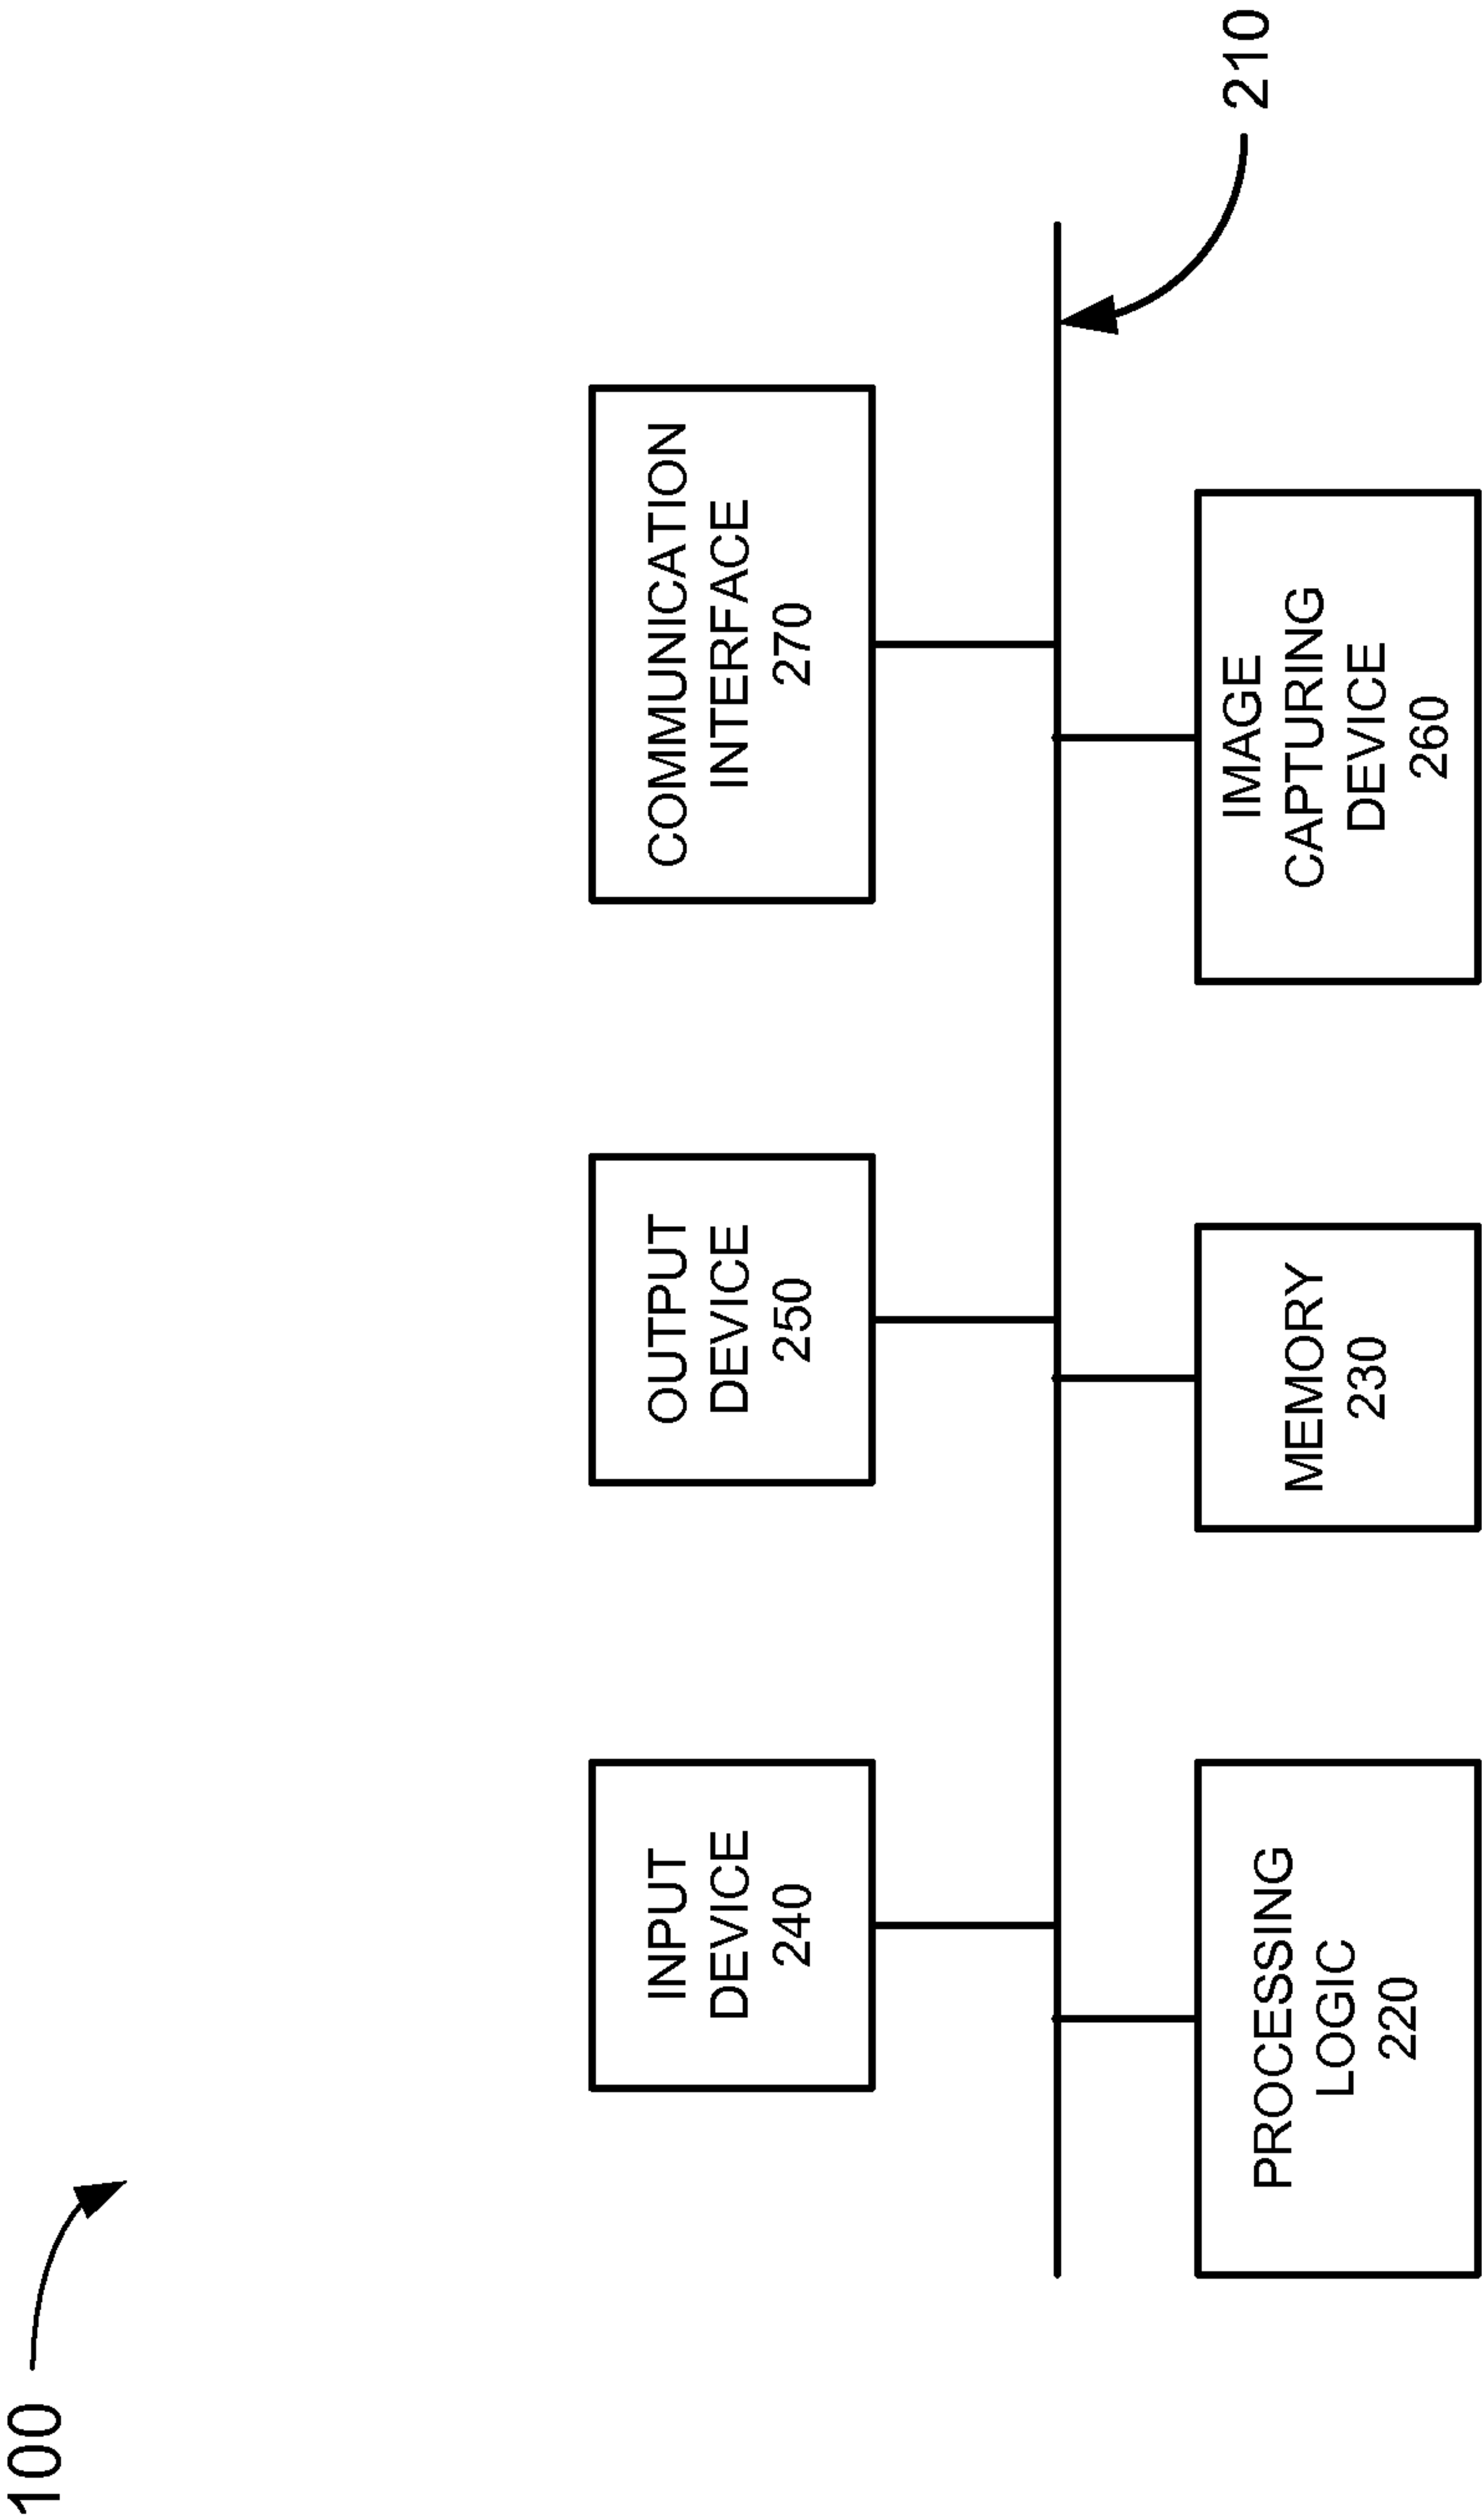 100
INPUT
DEVICE
240
OUTPUT
DEVICE
250
COMMUNICATION
INTERFACE
270
210
PROCESSING
LOGIC
220
MEMORY
230
IMAGE
CAPTURING
DEVICE
260